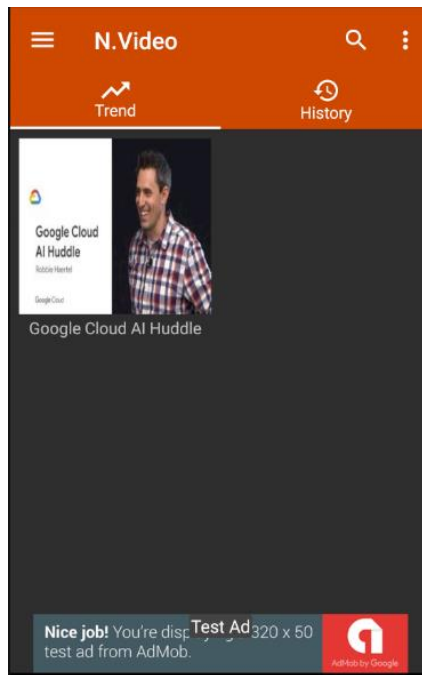 N.Video
Trend
History
Google Cloud
AI Huddle
Robbie Haertel
Google Cloud
Google Cloud AI Huddle
Test Ad
Nice job! You're disp 320 x 50
test ad from AdMob.
AdMob by Google